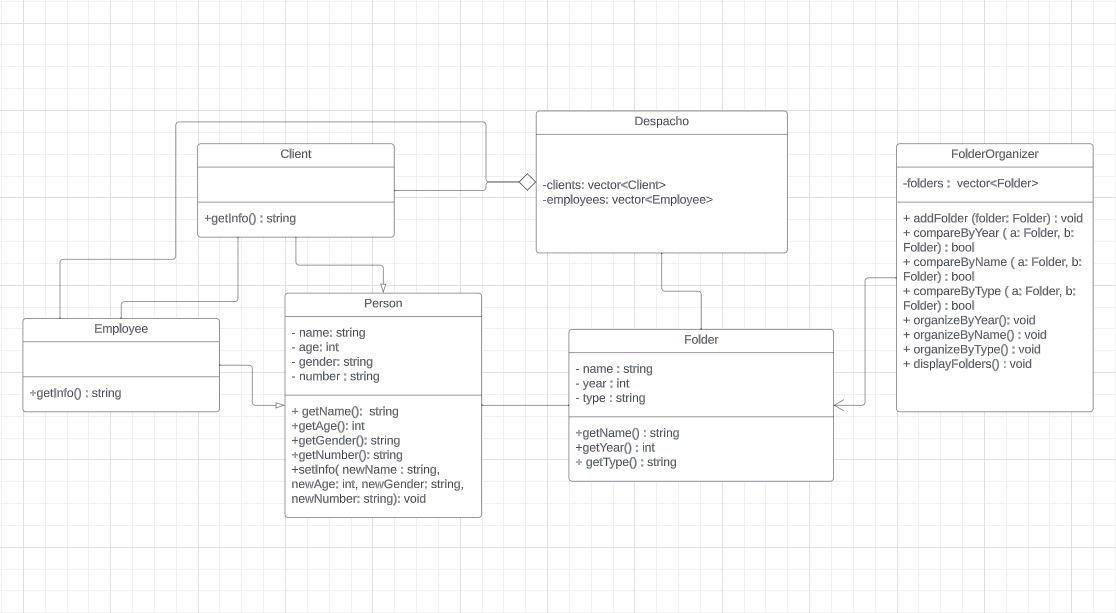 Despacho
-clients: vector<Client>
-employees: vector<Employee>
Client
+getInfo() : string
FolderOrganizer
-folders : vector<Folder>
+ addFolder (folder: Folder) : void
+ compareByYear ( a: Folder, b:
Folder) : bool
+ compareByName ( a: Folder, b:
Folder) : bool
+ compareByType ( a: Folder, b:
Folder) : bool
+ organizeByYear(): void
+ organizeByName() : void
+ organizeByType() : void
+ displayFolders() : void
Person
- name: string
- age: int
- gender: string
- number : string
+ getName(): string
+getAge(): int
+getGender(): string
+getNumber(): string
+setInfo( newName : string,
newAge: int, newGender: string,
newNumber: string): void
Employee
+getInfo() : string
Folder
- name : string
- year : int
- type : string
+getName() : string
+getYear() : int
+ getType() : string